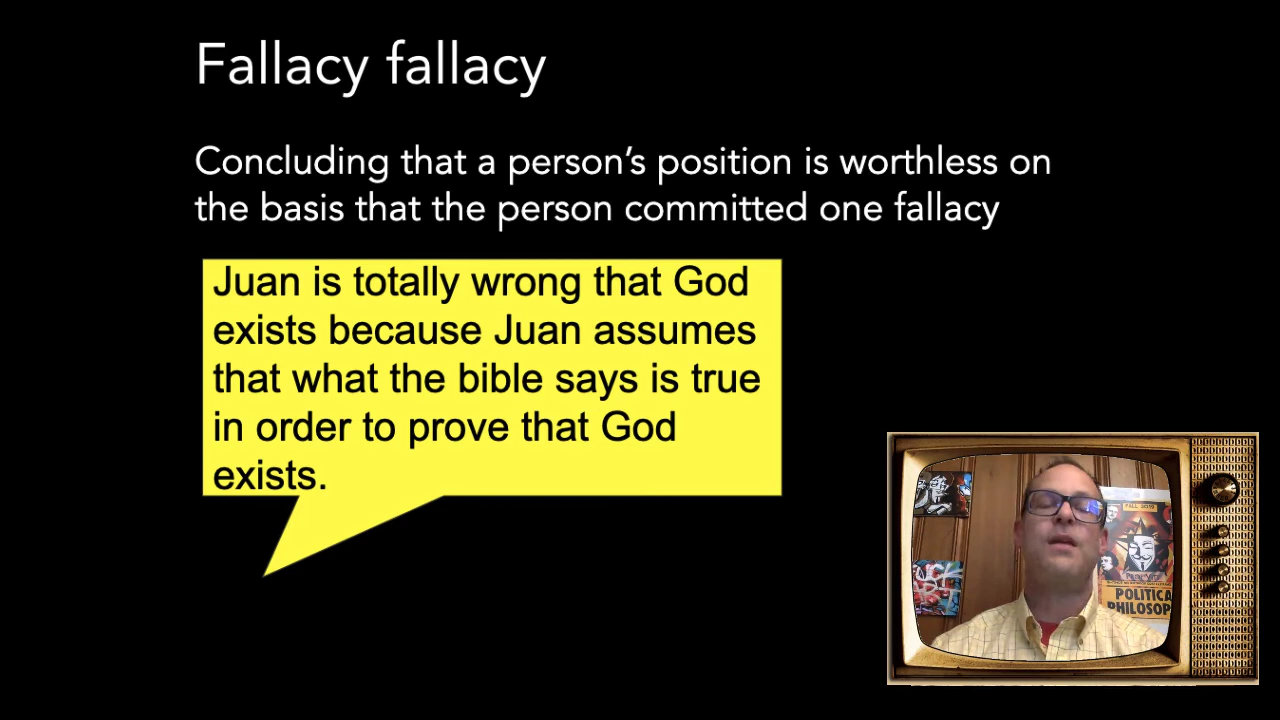 Fallacy fallacy
Concluding that a person’s position is worthless on
the basis that the person committed one fallacy
Juan is totally wrong that God
exists because Juan assumes
that what the bible says is true
in order to prove that God
exists.
POLITICA
PHILOSOP